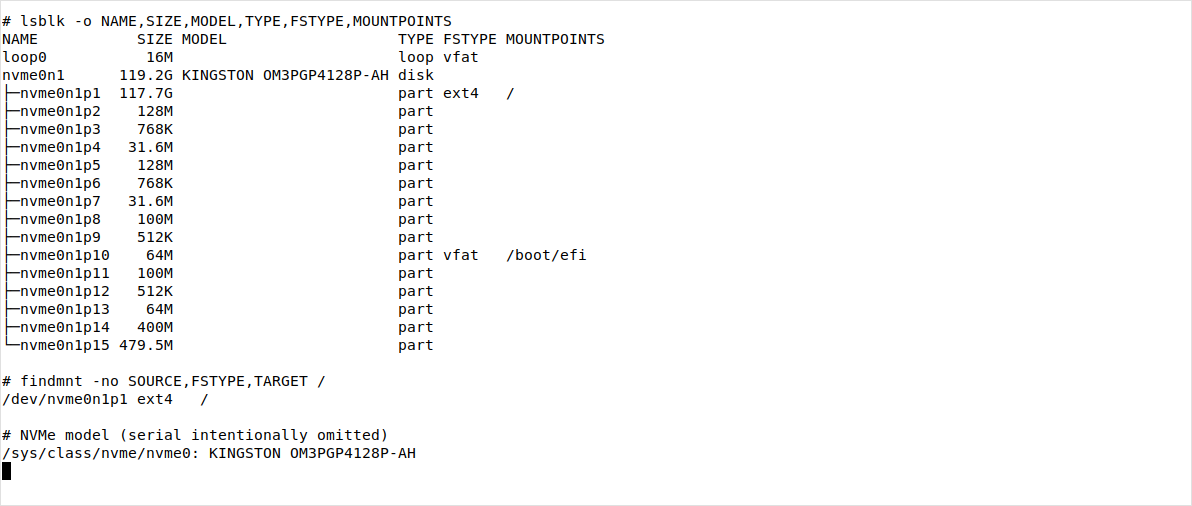 # lsblk -o NAME,SIZE,MODEL,TYPE,FSTYPE,MOUNTPOINTS
NAME           SIZE MODEL                   TYPE FSTYPE MOUNTPOINTS
loop0           16M                         loop vfat
nvme0n1      119.2G KINGSTON OM3PGP4128P-AH disk
├─nvme0n1p1  117.7G                         part ext4   /
├─nvme0n1p2    128M                         part
├─nvme0n1p3    768K                         part
├─nvme0n1p4   31.6M                         part
├─nvme0n1p5    128M                         part
├─nvme0n1p6    768K                         part
├─nvme0n1p7   31.6M                         part
├─nvme0n1p8    100M                         part
├─nvme0n1p9    512K                         part
├─nvme0n1p10    64M                         part vfat   /boot/efi
├─nvme0n1p11   100M                         part
├─nvme0n1p12   512K                         part
├─nvme0n1p13    64M                         part
├─nvme0n1p14   400M                         part
└─nvme0n1p15 479.5M                         part
# findmnt -no SOURCE,FSTYPE,TARGET /
/dev/nvme0n1p1 ext4   /
# NVMe model (serial intentionally omitted)
/sys/class/nvme/nvme0: KINGSTON OM3PGP4128P-AH